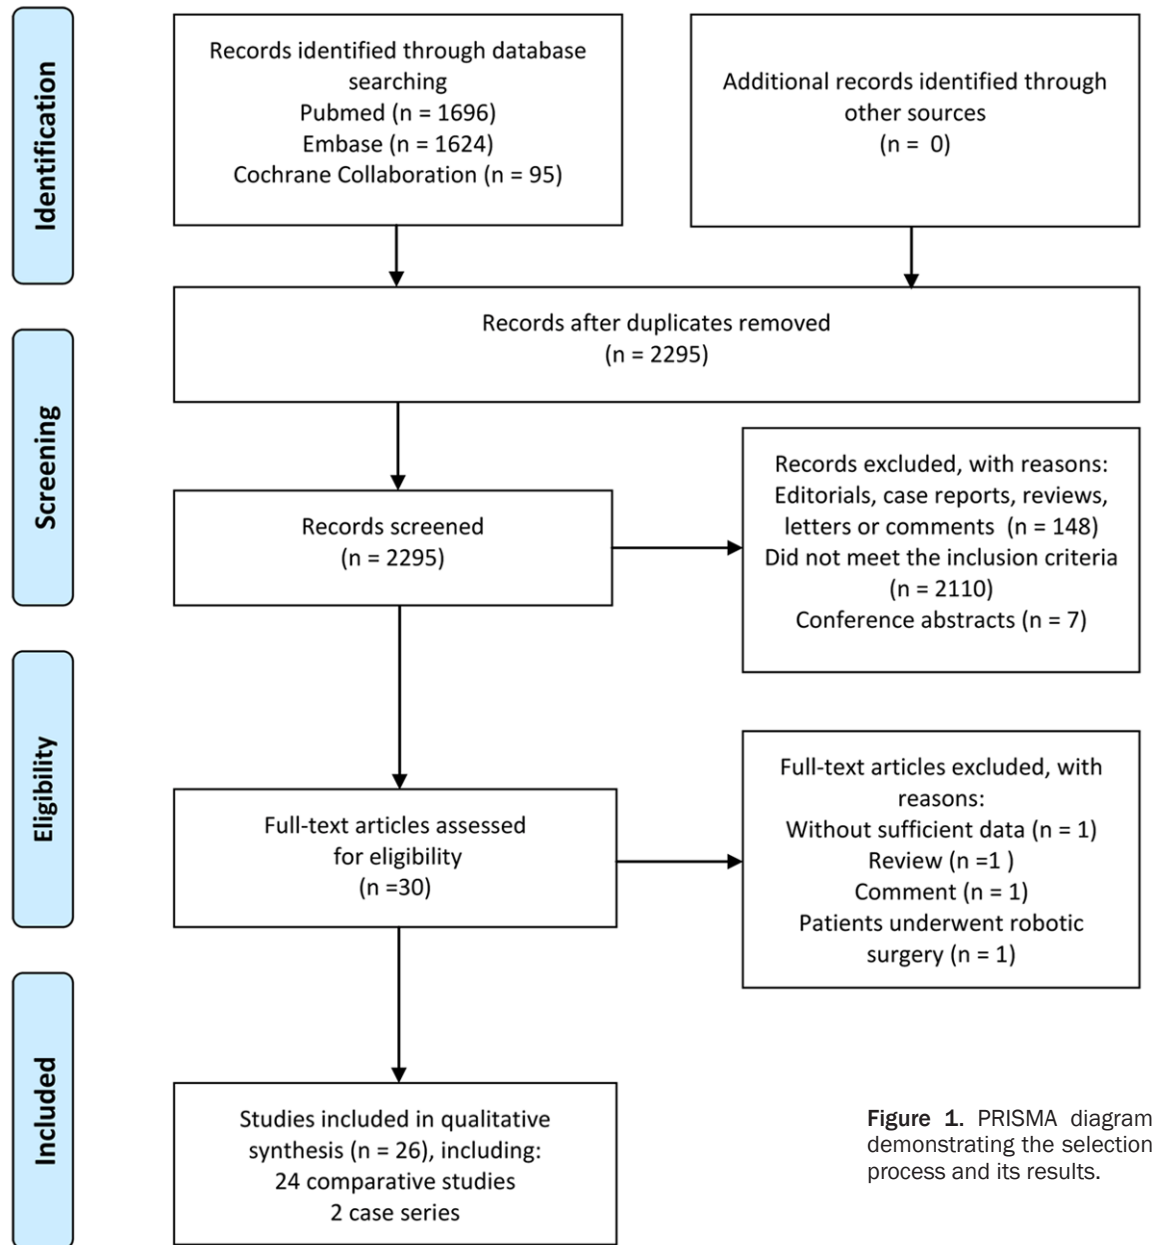 Identification
Records identified through database
searching
Pubmed (n = 1696)
Embase (n = 1624)
Cochrane Collaboration (n = 95)
Additional records identified through
other sources
(n = 0)
Records after duplicates removed
(n = 2295)
Screening
Records screened
(n = 2295)
Records excluded, with reasons:
Editorials, case reports, reviews,
letters or comments (n = 148)
Did not meet the inclusion criteria
(n = 2110)
Conference abstracts (n = 7)
Eligibility
Full-text articles assessed
for eligibility
(n =30)
Full-text articles excluded, with
reasons:
Without sufficient data (n = 1)
Review (n =1 )
Comment (n = 1)
Patients underwent robotic
surgery (n = 1)
Included
Studies included in qualitative
synthesis (n = 26), including:
24 comparative studies
2 case series
Figure 1. PRISMA diagram
demonstrating the selection
process and its results.